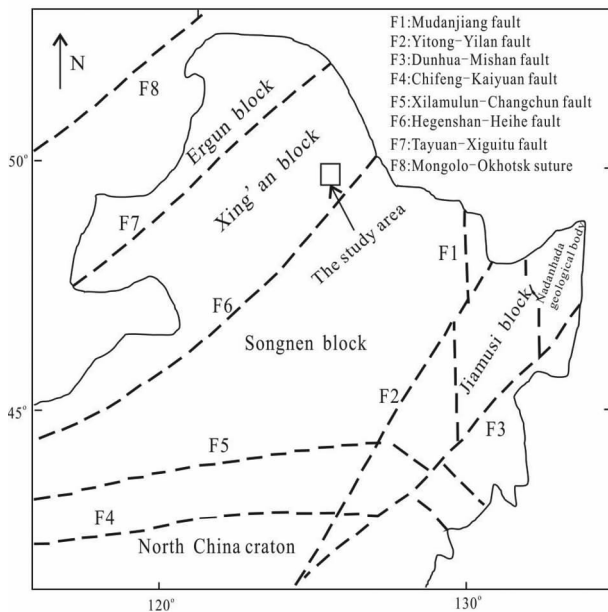 F1:Mudanjiang fault
F2:Yitong-Yilan fault
F3:Dunhua-Mishan fault
F4:Chifeng-Kaiyuan fault
F5:Xilamulun-Changchun fault
F6:Hegenshan-Heihe fault
F7:Tayuan-Xiguitu fault
F8:Mongolo-Okhotsk suture
N
F8
Ergun block
50°
Xing' an block
The study area
F7
F1
Nadanhada
geological body
F6
Songnen block
Jiamusi block
F2
45°
F3
F5
F4
North China craton
120°
130°